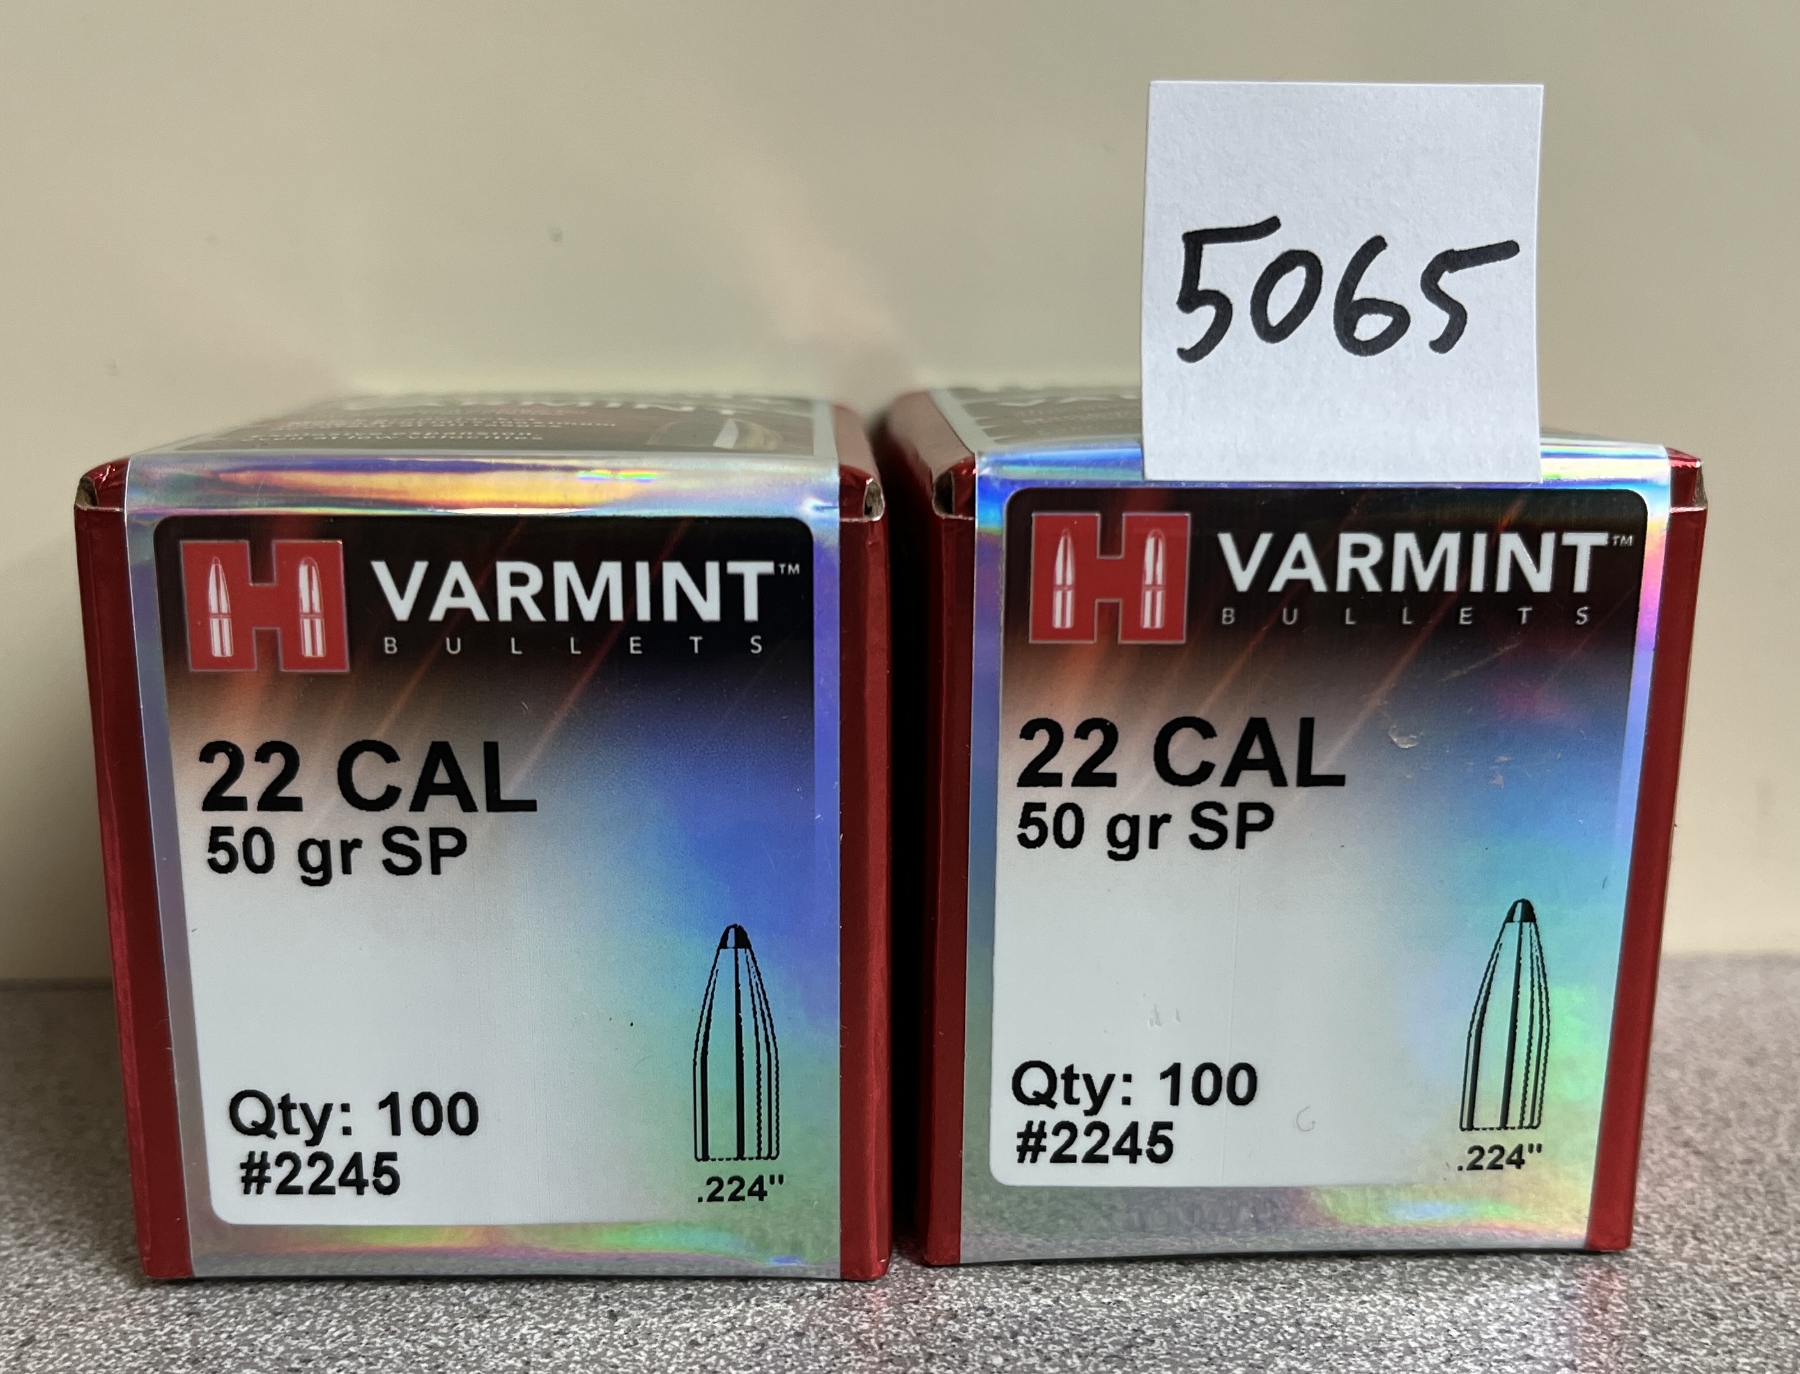 5065
VARMINT
H VARMINT™
BULLETS
22 CAL
50 gr SP
Qty: 100
#2245
.224"
H VARMINT™
BULLETS
22 CAL
50 gr SP
Qty: 100
#2245
.224"